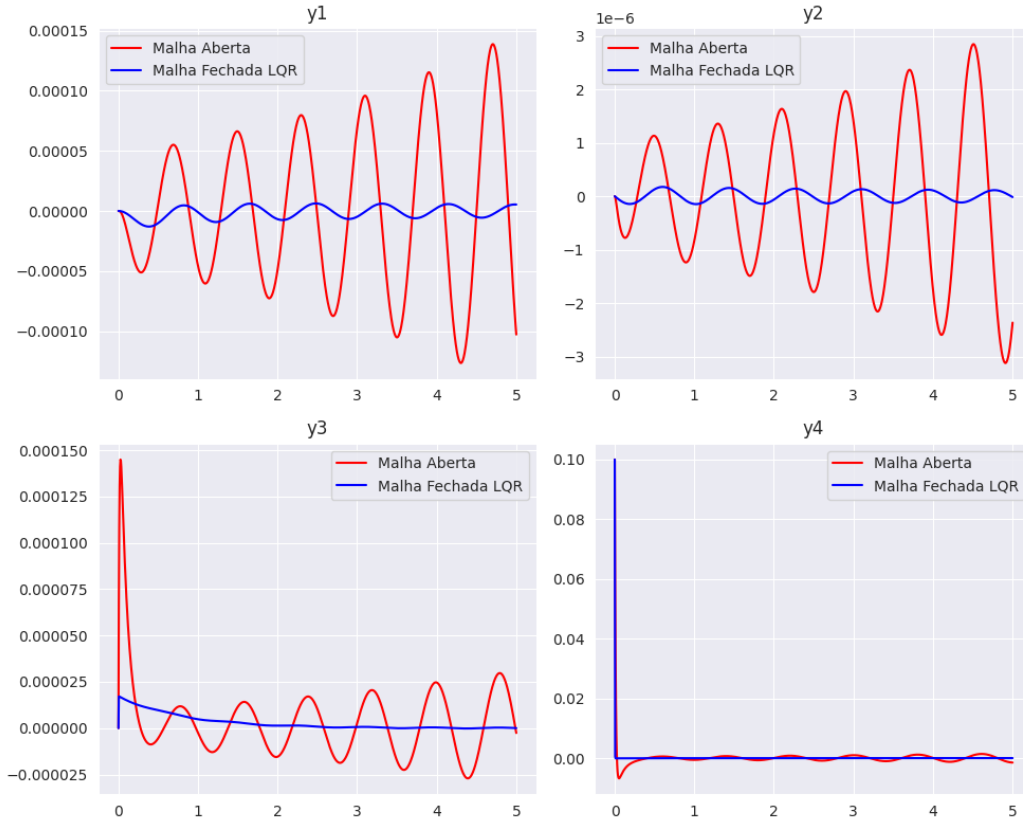 y1
0.00015
0.00010
0.00005
0.00000
−0.00005
−0.00010
Malha Aberta
Malha Fechada LQR
0 1 2 3 4 5
y2
1e−6
3
2
1
0
−1
−2
−3
Malha Aberta
Malha Fechada LQR
0 1 2 3 4 5
y3
0.000150
0.000125
0.000100
0.000075
0.000050
0.000025
0.000000
−0.000025
Malha Aberta
Malha Fechada LQR
0 1 2 3 4 5
y4
0.10
0.08
0.06
0.04
0.02
0.00
Malha Aberta
Malha Fechada LQR
0 1 2 3 4 5